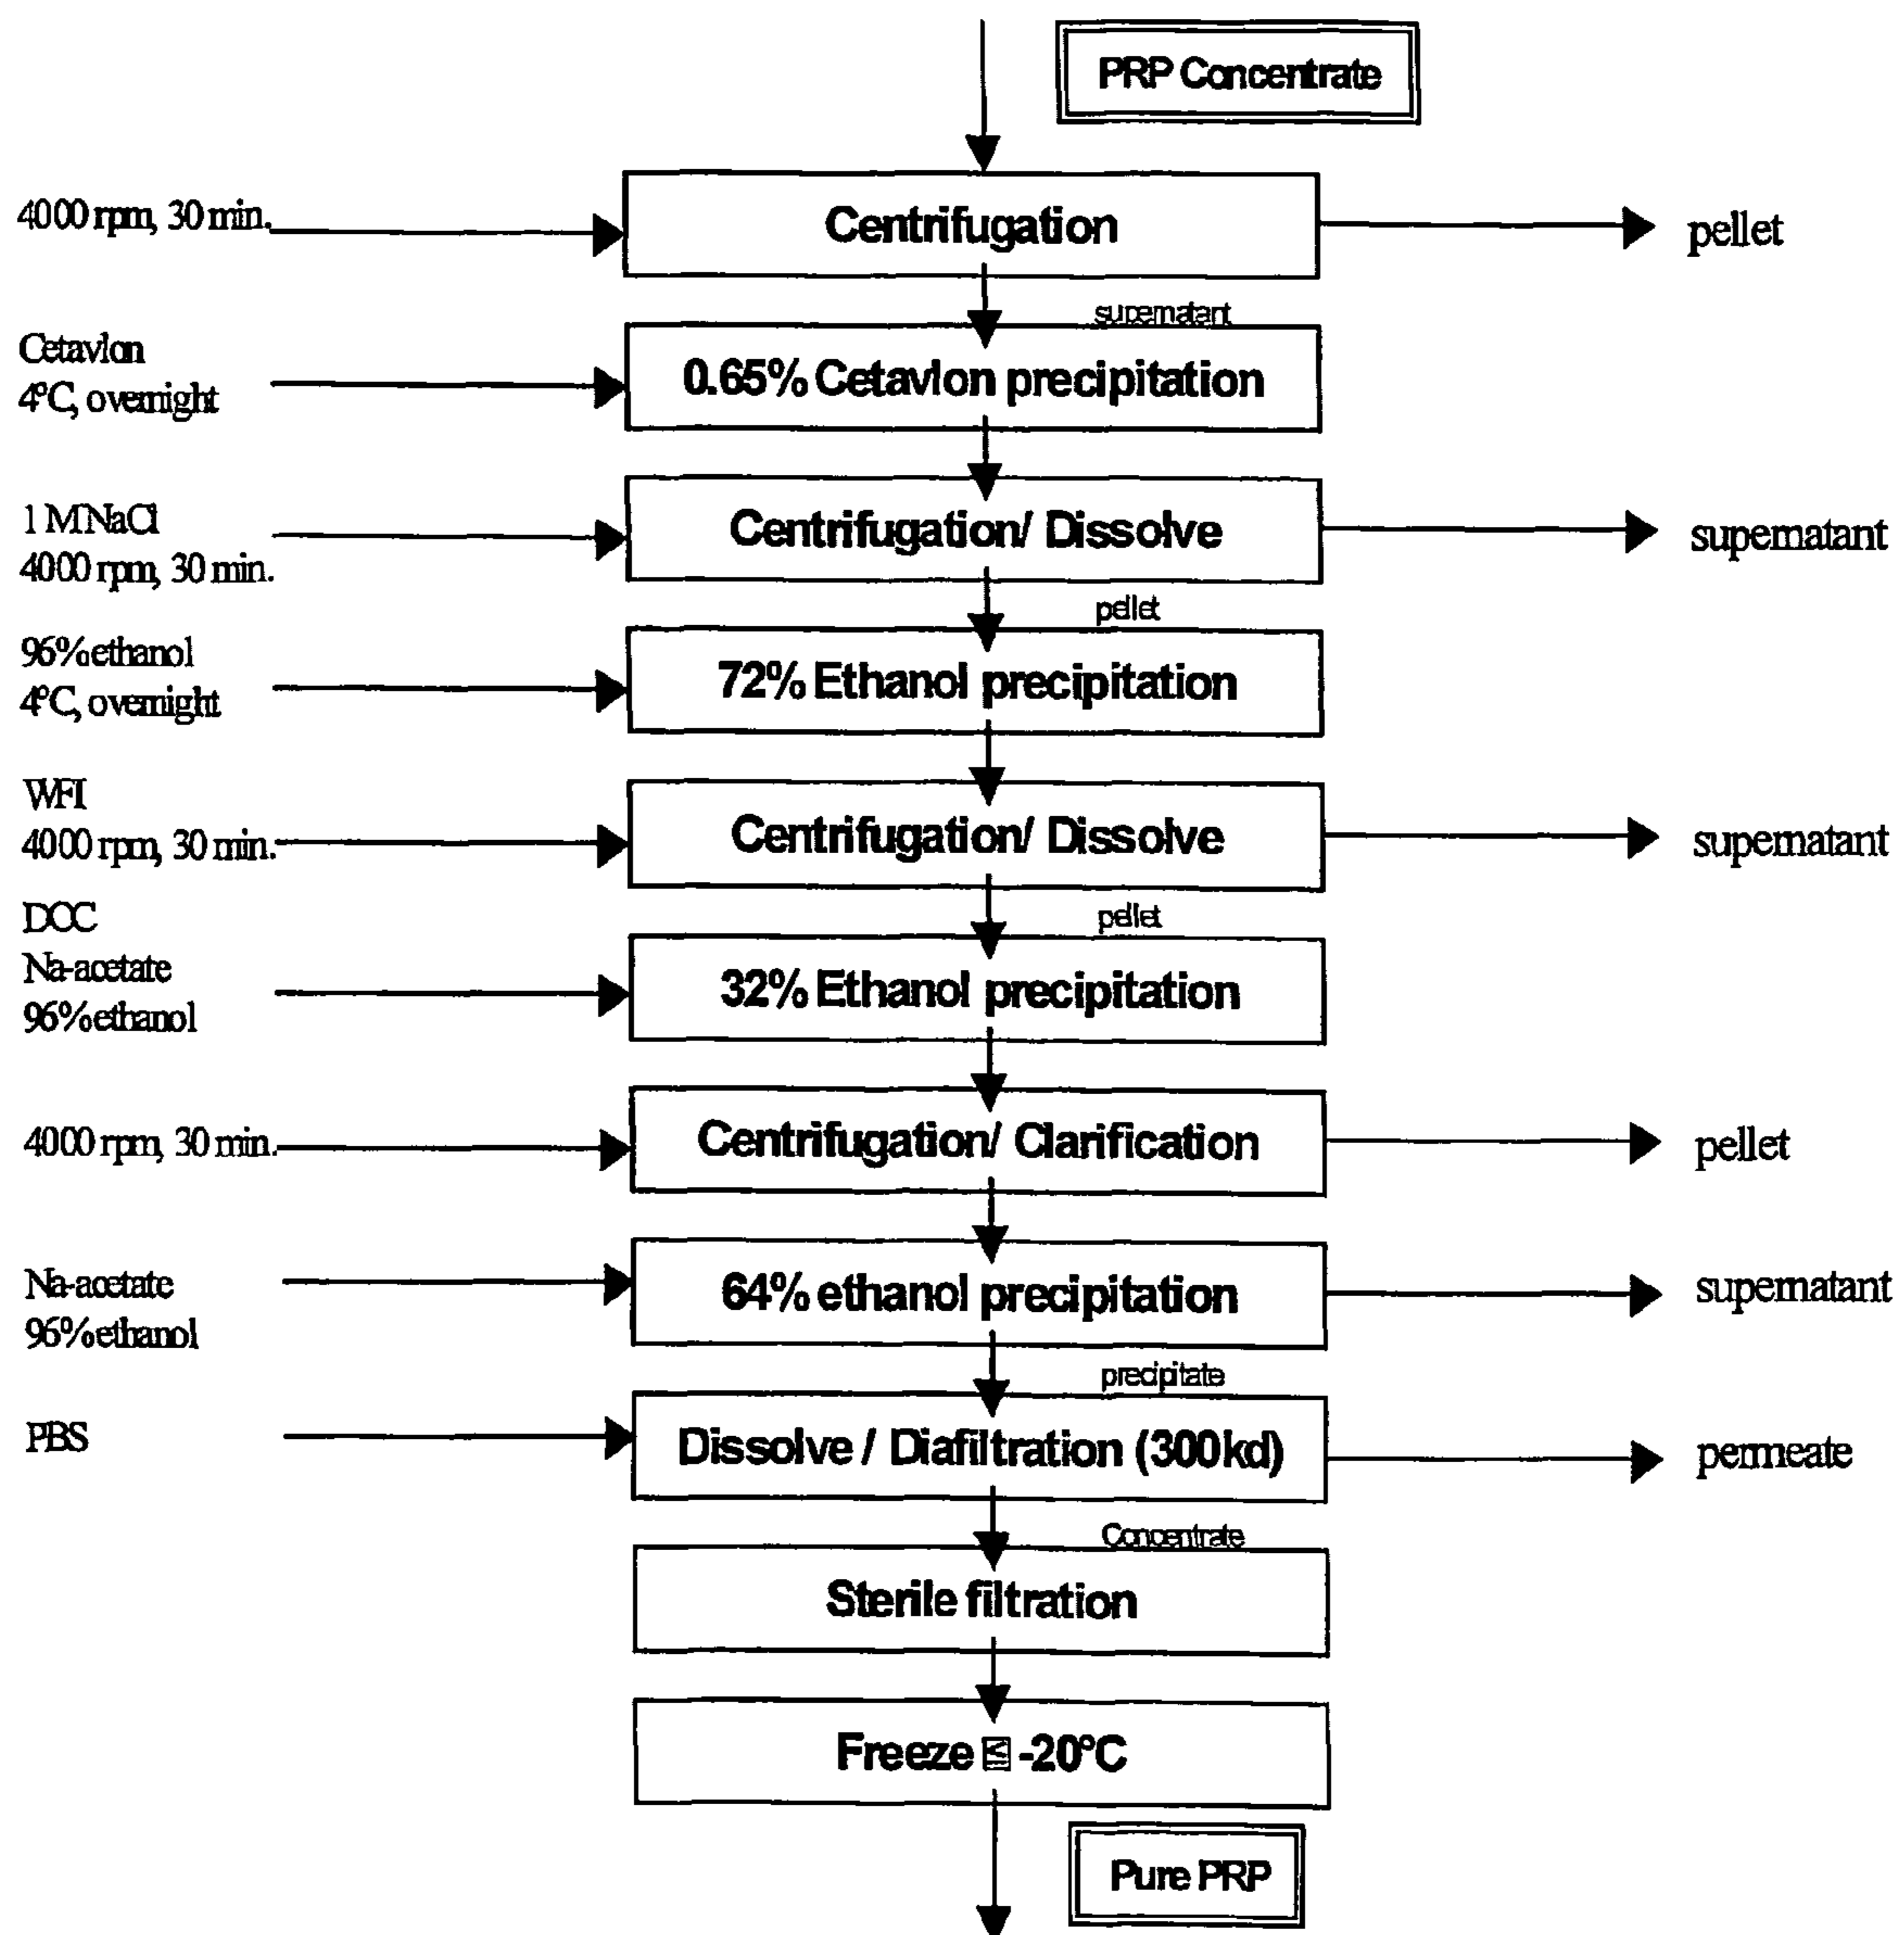 PRP Concentrate
4000 rpm, 30 min.
Centrifugation
pellet
supernatant
Cetavlon
4°C, overnight
0.65% Cetavlon precipitation
1 M NaCl
4000 rpm, 30 min.
Centrifugation/ Dissolve
supernatant
pellet
96% ethanol
4°C, overnight
72% Ethanol precipitation
WFI
4000 rpm, 30 min.
Centrifugation/ Dissolve
supernatant
pellet
DOC
Na-acetate
96% ethanol
32% Ethanol precipitation
4000 rpm, 30 min.
Centrifugation/ Clarification
pellet
Na-acetate
96% ethanol
64% ethanol precipitation
supernatant
precipitate
PBS
Dissolve / Diafiltration (300kd)
permeate
Concentrate
Sterile filtration
Freeze ≤ -20°C
Pure PRP